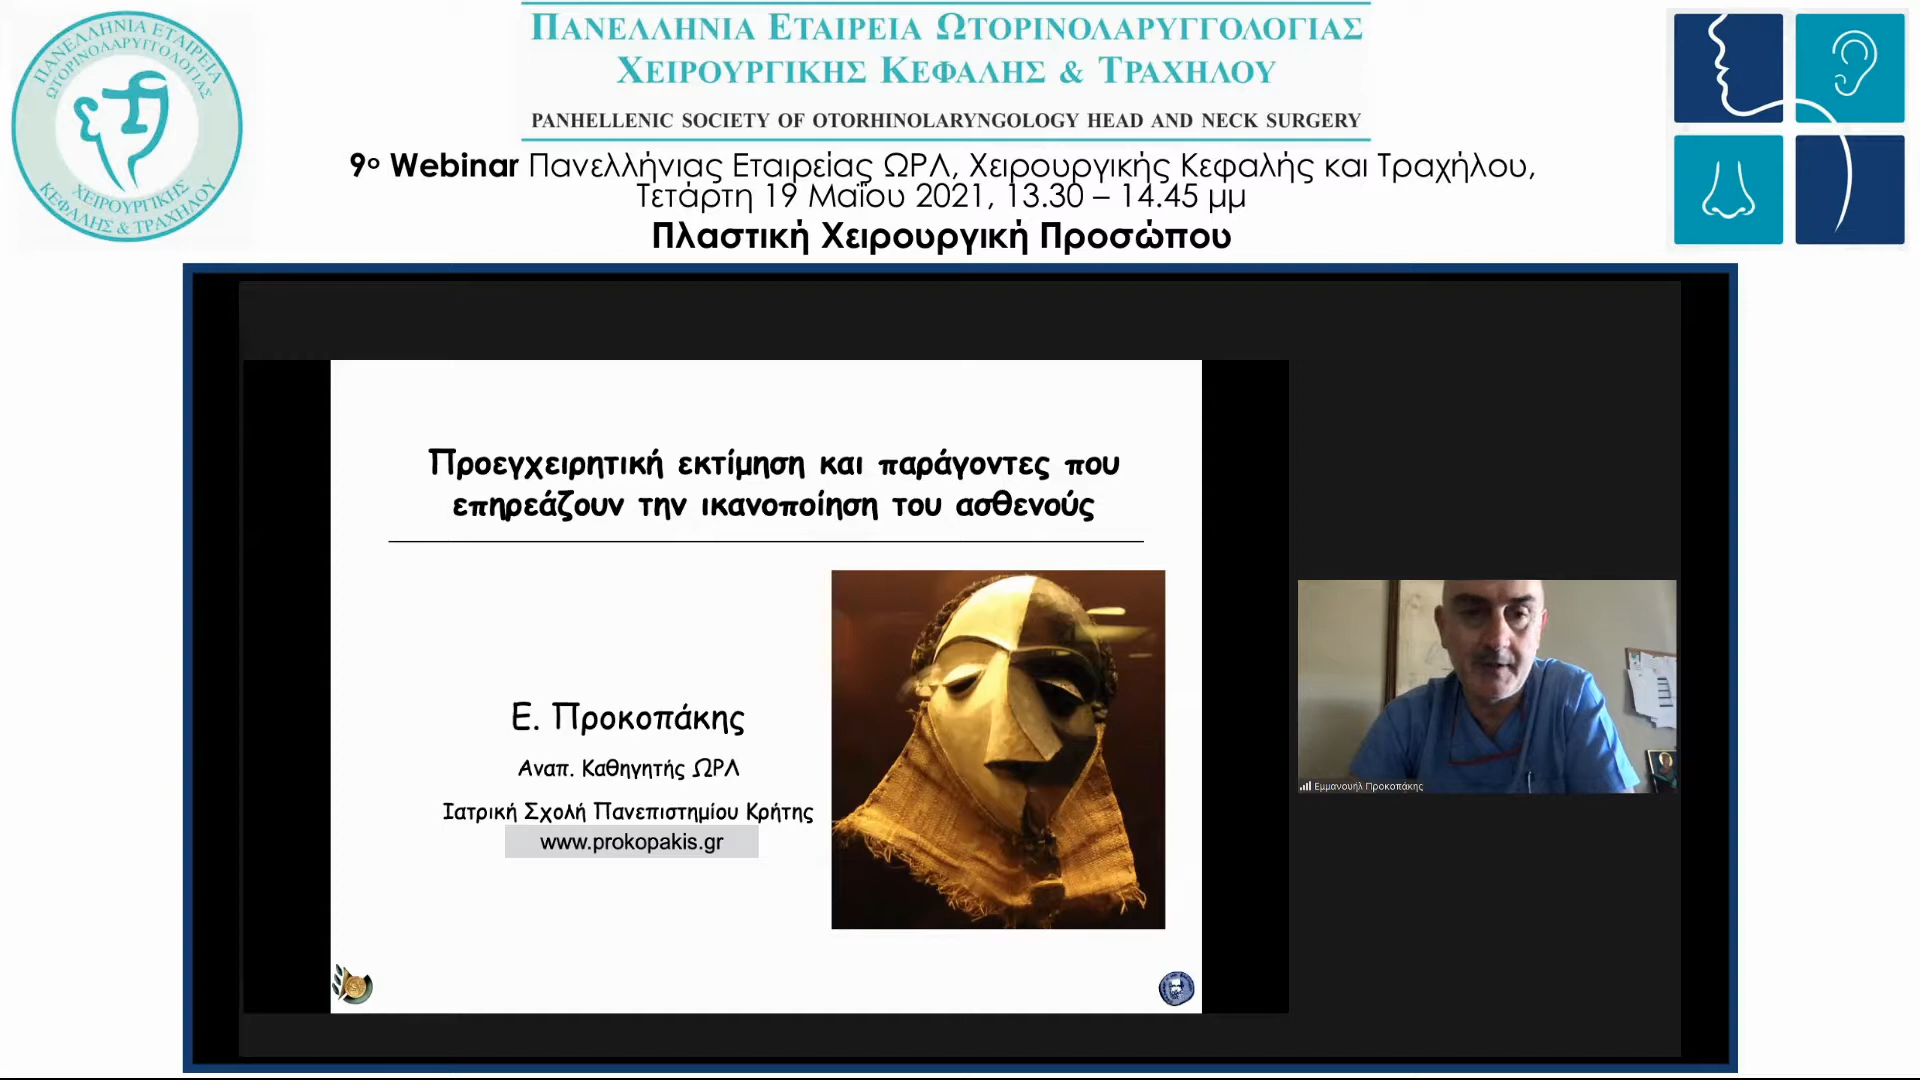 ΠΑΝΕΛΛΗΝΙΑ ΕΤΑΙΡΕΙΑ
ΩΤΟΡΙΝΟΛΑΡΥΓΓΟΛΟΓΙΑΣ
ΧΕΙΡΟΥΡΓΙΚΗΣ
ΚΕΦΑΛΗΣ & ΤΡΑΧΗΛΟΥ
ΠΑΝΕΛΛΗΝΙΑ ΕΤΑΙΡΕΙΑ ΩΤΟΡΙΝΟΛΑΡΥΓΓΟΛΟΓΙΑΣ
ΧΕΙΡΟΥΡΓΙΚΗΣ ΚΕΦΑΛΗΣ & ΤΡΑΧΗΛΟΥ
PANHELLENIC SOCIETY OF OTORHINOLARYNGOLOGY HEAD AND NECK SURGERY
9ο Webinar Πανελλήνιας Εταιρείας ΩΡΛ, Χειρουργικής Κεφαλής και Τραχήλου,
Τετάρτη 19 Μαΐου 2021, 13.30 – 14.45 μμ
Πλαστική Χειρουργική Προσώπου
Προεγχειρητική εκτίμηση και παράγοντες που
επηρεάζουν την ικανοποίηση του ασθενούς
Ε. Προκοπάκης
Αναπ. Καθηγητής ΩΡΛ
Ιατρική Σχολή Πανεπιστημίου Κρήτης
www.prokopakis.gr
Εμμανουήλ Προκοπάκης